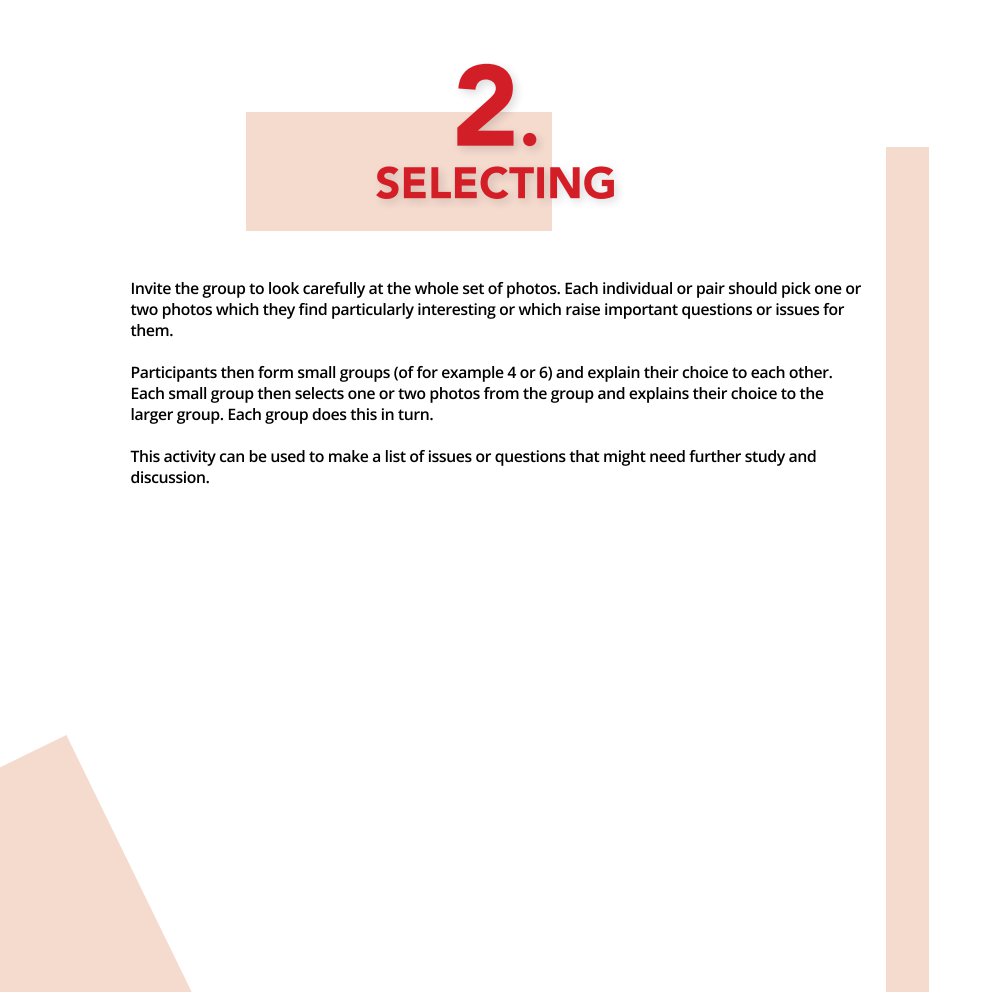 2.
SELECTING
Invite the group to look carefully at the whole set of photos. Each individual or pair should pick one or
two photos which they find particularly interesting or which raise important questions or issues for
them.
Participants then form small groups (of for example 4 or 6) and explain their choice to each other.
Each small group then selects one or two photos from the group and explains their choice to the
larger group. Each group does this in turn.
This activity can be used to make a list of issues or questions that might need further study and
discussion.